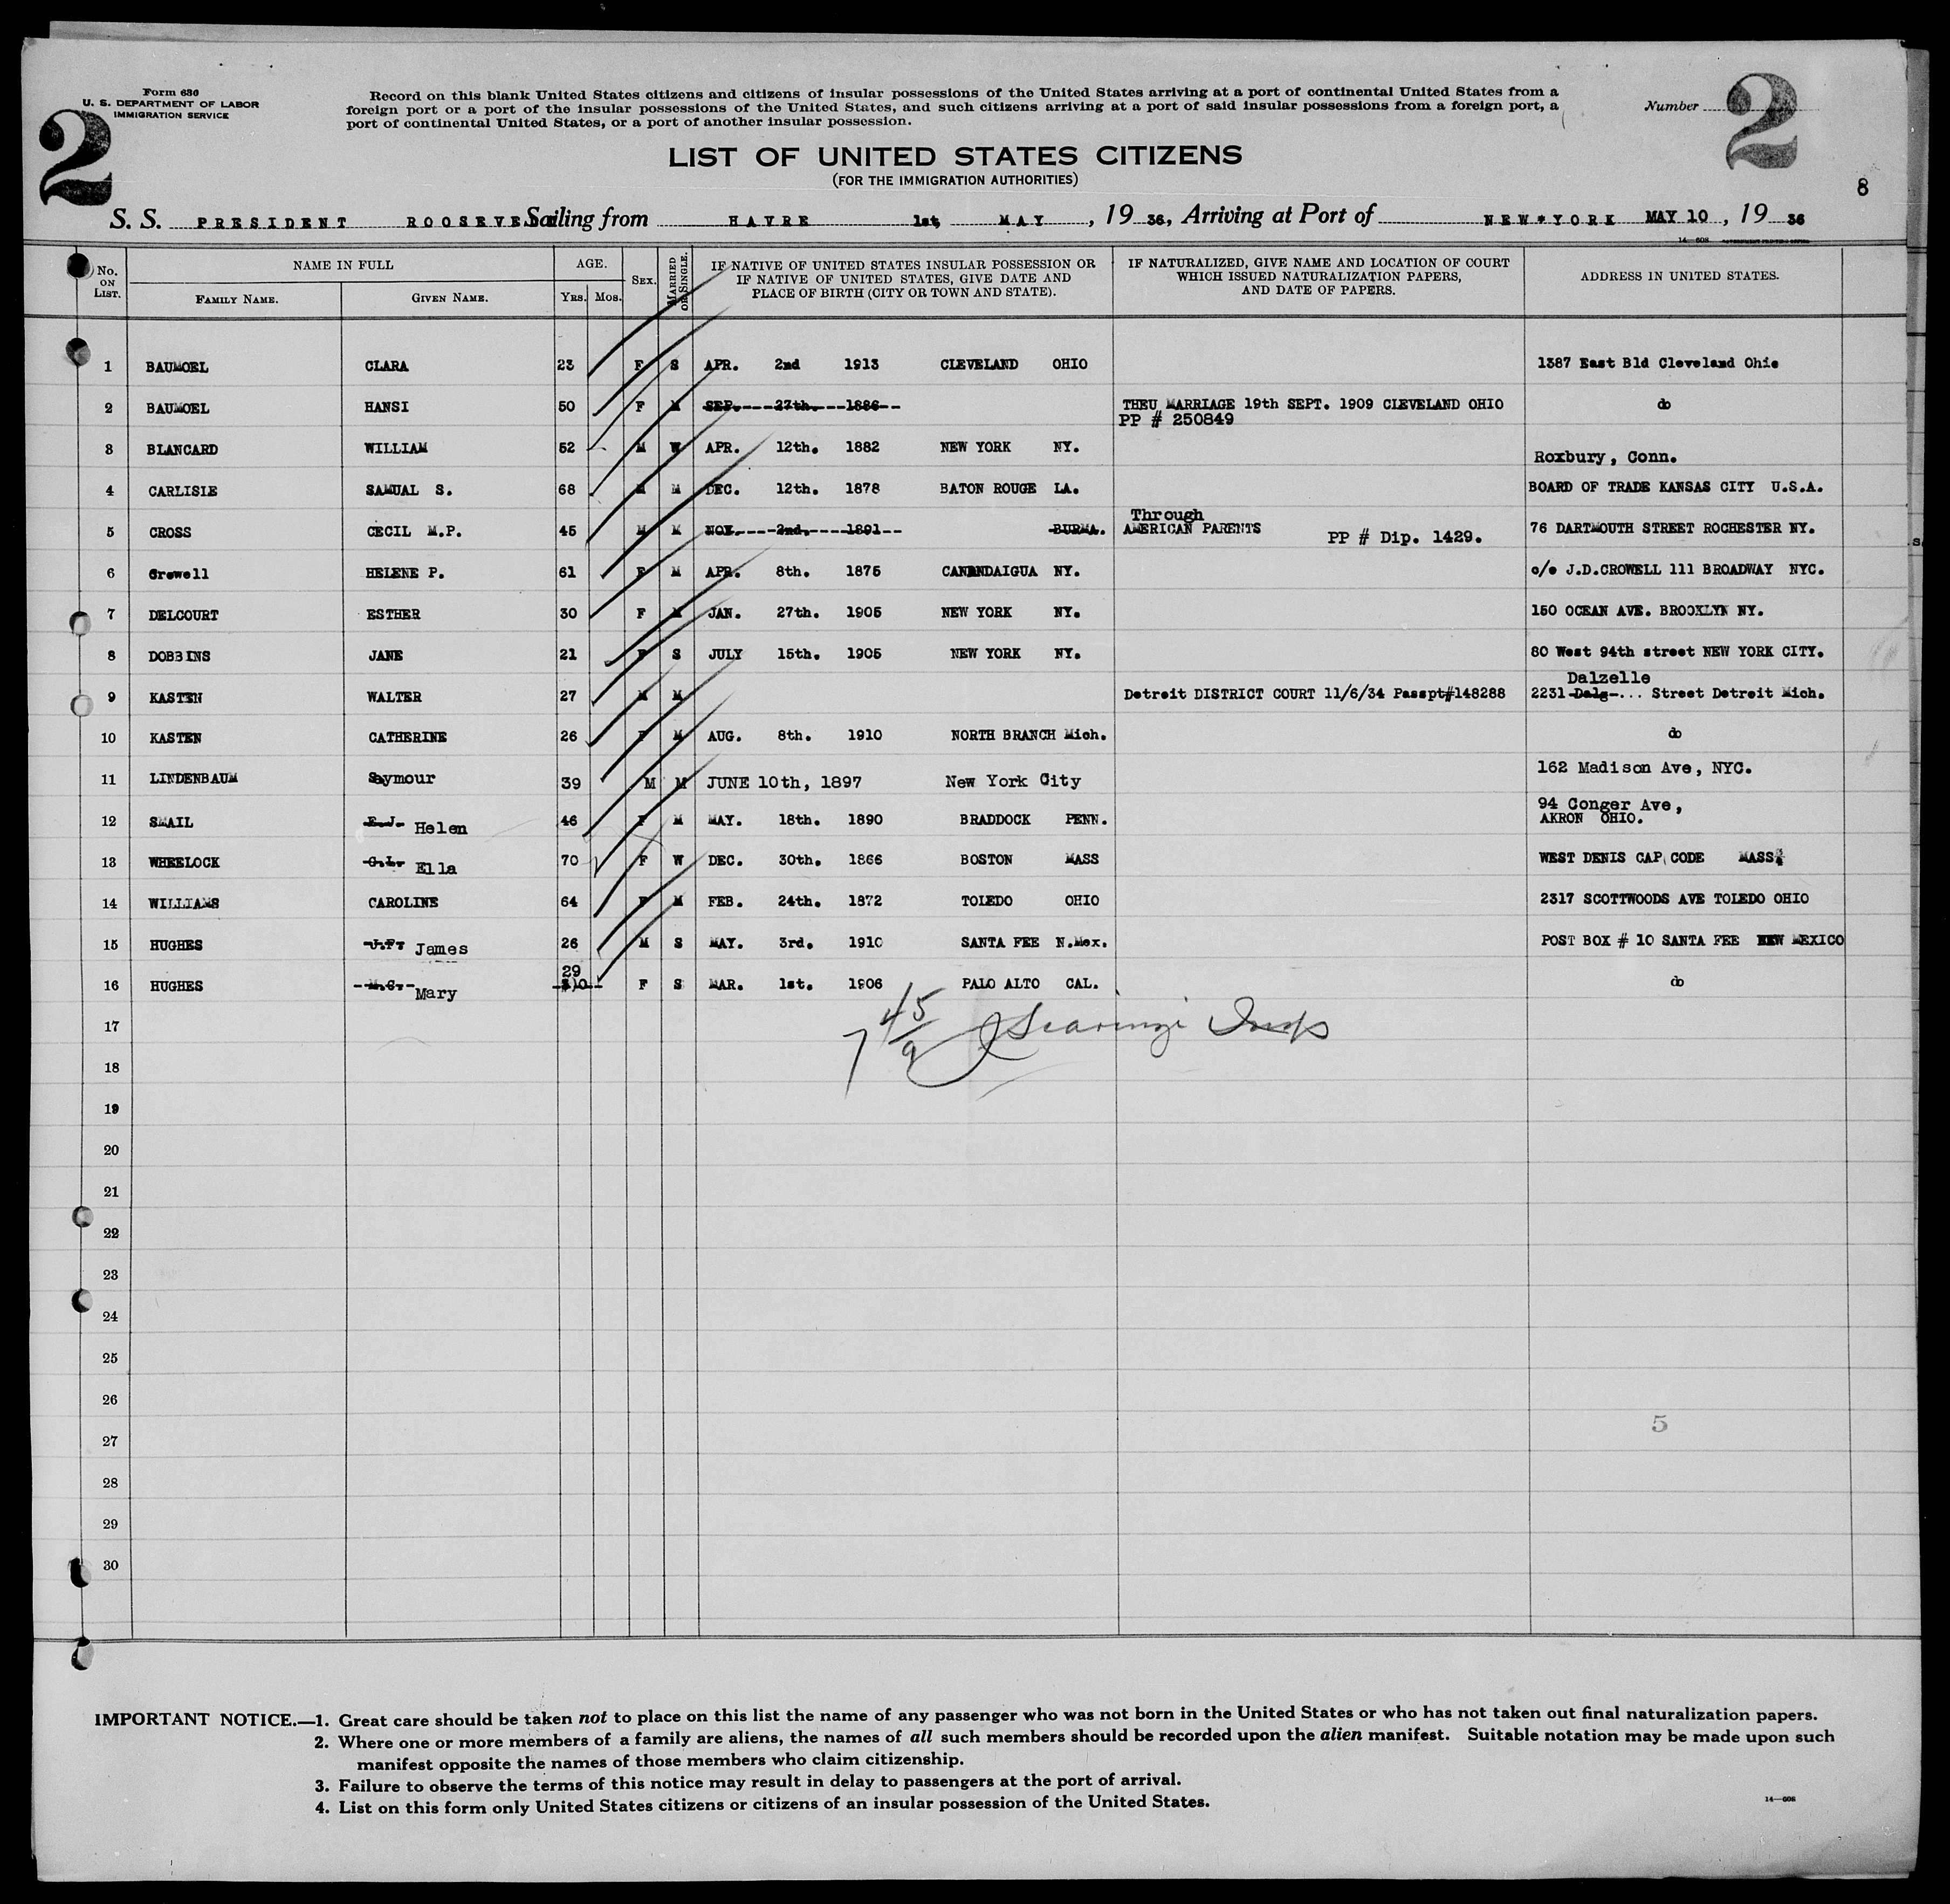 Form 636
U. S. DEPARTMENT OF LABOR
IMMIGRATION SERVICE
2
Record on this blank United States citizens and citizens of insular possessions of the United States arriving at a port of continental United States from a
foreign port or a port of the insular possessions of the United States, and such citizens arriving at a port of said insular possessions from a foreign port, a
port of continental United States, or a port of another insular possession.
Number
2
LIST OF UNITED STATES CITIZENS
(FOR THE IMMIGRATION AUTHORITIES)
8
S. S. PRESIDENT ROOSEVELT Sailing from HAVRE 1st, MAY, 1936, Arriving at Port of NEW*YORK MAY 10, 1936
14—608 GOVERNMENT PRINTING OFFICE
No. ON LIST. NAME IN FULL FAMILY NAME. GIVEN NAME. AGE. YRS. MOS. SEX. MARRIED OR SINGLE. IF NATIVE OF UNITED STATES INSULAR POSSESSION OR IF NATIVE OF UNITED STATES, GIVE DATE AND PLACE OF BIRTH (CITY OR TOWN AND STATE). IF NATURALIZED, GIVE NAME AND LOCATION OF COURT WHICH ISSUED NATURALIZATION PAPERS, AND DATE OF PAPERS. ADDRESS IN UNITED STATES.
1 BAUMOEL CLARA 23 F S APR. 2nd 1913 CLEVELAND OHIO 1387 East Bld Cleveland Ohio
2 BAUMOEL HANSI 50 F M SEP. 27th. 1886 THEU MARRIAGE 19th SEPT. 1909 CLEVELAND OHIO do
PP # 250849
3 BLANCARD WILLIAM 52 M W APR. 12th. 1882 NEW YORK NY. Roxbury, Conn.
4 CARLISLE SAMUAL S. 68 M M DEC. 12th. 1878 BATON ROUGE LA. BOARD OF TRADE KANSAS CITY U.S.A.
Through
5 CROSS CECIL M.P. 45 M M NOV. 2nd. 1891 BURMA. AMERICAN PARENTS PP # Dip. 1429. 76 DARTMOUTH STREET ROCHESTER NY.
6 Crowell HELENE P. 61 F M APR. 8th. 1875 CANANDAIGUA NY. c/o J.D.CROWELL 111 BROADWAY NYC.
7 DELCOURT ESTHER 30 F M JAN. 27th. 1905 NEW YORK NY. 150 OCEAN AVE. BROOKLYN NY.
8 DOBBINS JANE 21 F S JULY 15th. 1905 NEW YORK NY. 80 West 94th street NEW YORK CITY.
Dalzelle
9 KASTEN WALTER 27 M M Detroit DISTRICT COURT 11/6/34 Passpt#148288 2231 Dalg ... Street Detroit Mich.
10 KASTEN CATHERINE 26 F M AUG. 8th. 1910 NORTH BRANCH Mich. do
11 LINDENBAUM Seymour 39 M M JUNE 10th, 1897 New York City 162 Madison Ave, NYC.
94 Conger Ave,
12 SMAIL E.J. Helen 46 F M MAY. 18th. 1890 BRADDOCK PENN. AKRON OHIO.
13 WHEELOCK G.L. Ella 70 F W DEC. 30th. 1866 BOSTON MASS WEST DENIS CAP CODE MASS.
14 WILLIAMS CAROLINE 64 F M FEB. 24th. 1872 TOLEDO OHIO 2317 SCOTTWOODS AVE TOLEDO OHIO
15 HUGHES J.F. James 26 M S MAY. 3rd. 1910 SANTA FEE N.Mex. POST BOX # 10 SANTA FEE NEW MEXICO
29
16 HUGHES M.C. Mary F S MAR. 1st. 1906 PALO ALTO CAL. do
17
7 45/9
18
19
20
21
22
23
24
25
26
5
27
28
29
30
IMPORTANT NOTICE.—1. Great care should be taken not to place on this list the name of any passenger who was not born in the United States or who has not taken out final naturalization papers.
2. Where one or more members of a family are aliens, the names of all such members should be recorded upon the alien manifest. Suitable notation may be made upon such
manifest opposite the names of those members who claim citizenship.
3. Failure to observe the terms of this notice may result in delay to passengers at the port of arrival.
4. List on this form only United States citizens or citizens of an insular possession of the United States.
14—608